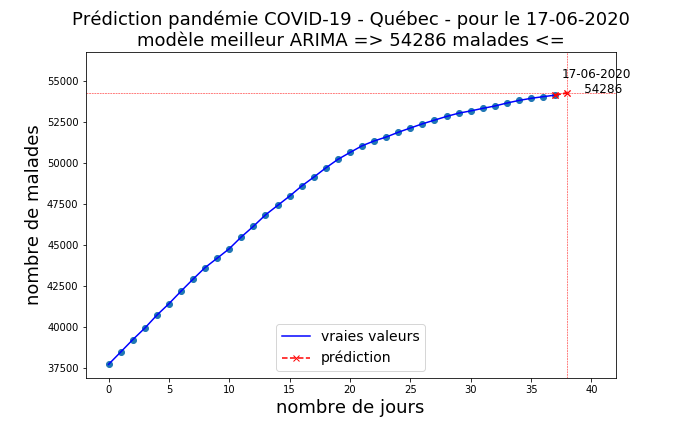 Prédiction pandémie COVID-19 - Québec - pour le 17-06-2020
modèle meilleur ARIMA => 54286 malades <=
17-06-2020
54286
55000
52500
50000
47500
45000
42500
40000
37500
nombre de malades
vraies valeurs
prédiction
0 5 10 15 20 25 30 35 40
nombre de jours